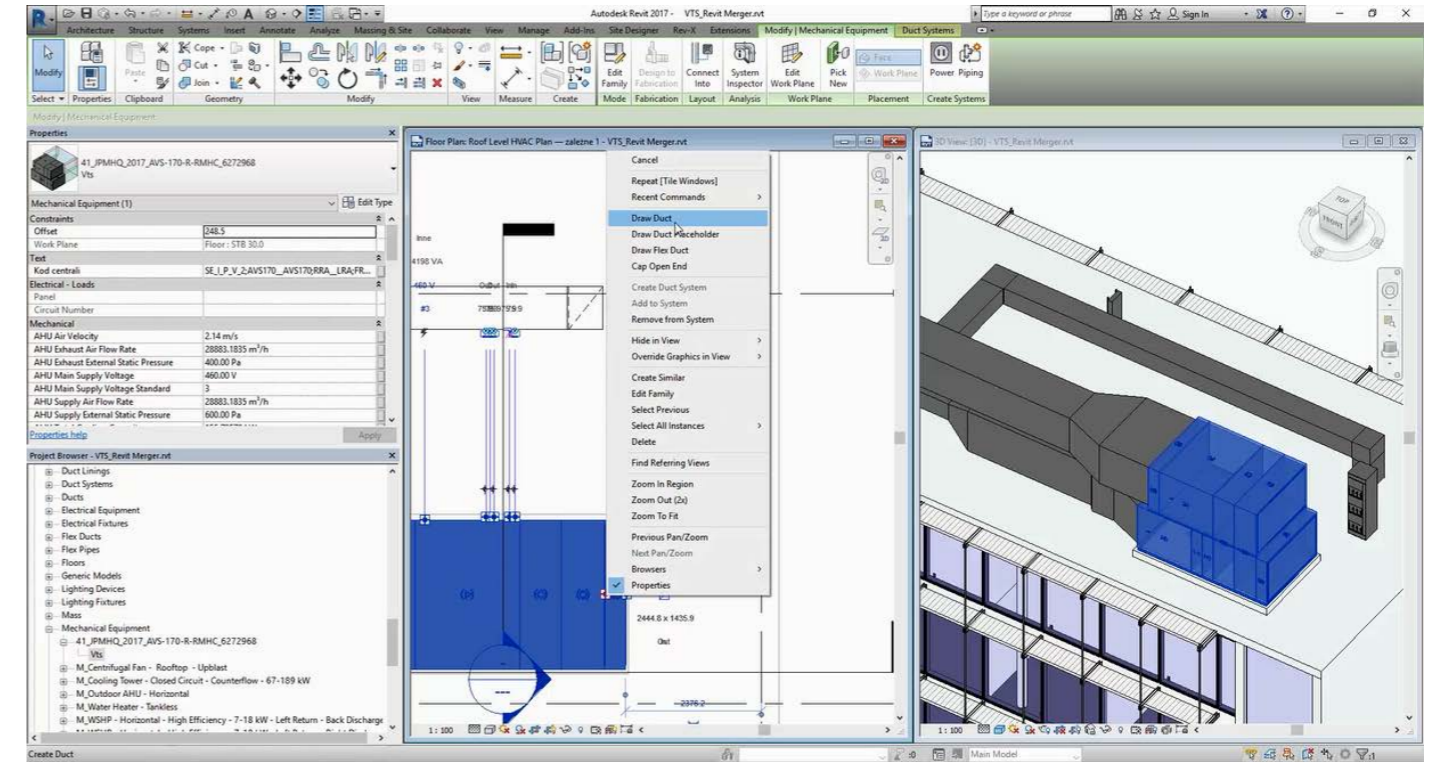 Autodesk Revit 2017 - VTS_Revit Merger.rvt
Type a keyword or phrase
Sign In
Architecture Structure Systems Insert Annotate Analyze Massing & Site Collaborate View Manage Add-Ins Site Designer Rev-X Extensions Modify | Mechanical Equipment Duct Systems
Modify Paste Cope Cut Join
Edit Family Design to Fabrication Connect Into System Inspector Edit Work Plane Pick New Face Work Plane Power Piping
Select Properties Clipboard Geometry Modify View Measure Create Mode Fabrication Layout Analysis Work Plane Placement Create Systems
Modify | Mechanical Equipment
Properties
41_JPMHQ_2017_AVS-170-R-RMHC_6272968
Vts
Mechanical Equipment (1) Edit Type
Constraints
Offset 248.5
Work Plane Floor : STB 30.0
Text
Kod centrali SE_I_P_V_2;AVS170__AVS170;RRA__LRA;FR...
Electrical - Loads
Panel
Circuit Number
Mechanical
AHU Air Velocity 2.14 m/s
AHU Exhaust Air Flow Rate 28883.1835 m³/h
AHU Exhaust External Static Pressure 400.00 Pa
AHU Main Supply Voltage 460.00 V
AHU Main Supply Voltage Standard 3
AHU Supply Air Flow Rate 28883.1835 m³/h
AHU Supply External Static Pressure 600.00 Pa
Properties help Apply
Project Browser - VTS_Revit Merger.rvt
Duct Linings
Duct Systems
Ducts
Electrical Equipment
Electrical Fixtures
Flex Ducts
Flex Pipes
Floors
Generic Models
Lighting Devices
Lighting Fixtures
Mass
Mechanical Equipment
41_JPMHQ_2017_AVS-170-R-RMHC_6272968
Vts
M_Centrifugal Fan - Rooftop - Upblast
M_Cooling Tower - Closed Circuit - Counterflow - 67-189 kW
M_Outdoor AHU - Horizontal
M_Water Heater - Tankless
M_WSHP - Horizontal - High Efficiency - 7-18 kW - Left Return - Back Discharge
Floor Plan: Roof Level HVAC Plan — zależne 1 - VTS_Revit Merger.rvt
Inne
4198 VA
460 V
#3
Cancel
Repeat [Tile Windows]
Recent Commands
Draw Duct
Draw Duct Placeholder
Draw Flex Duct
Cap Open End
Create Duct System
Add to System
Remove from System
Hide in View
Override Graphics in View
Create Similar
Edit Family
Select Previous
Select All Instances
Delete
Find Referring Views
Zoom In Region
Zoom Out (2x)
Zoom To Fit
Previous Pan/Zoom
Next Pan/Zoom
Browsers
Properties
2444.8 x 1435.9
2376.2
1 : 100
3D View: {3D} - VTS_Revit Merger.rvt
TOP
FRONT
1 : 100
Create Duct
:0
Main Model
:1